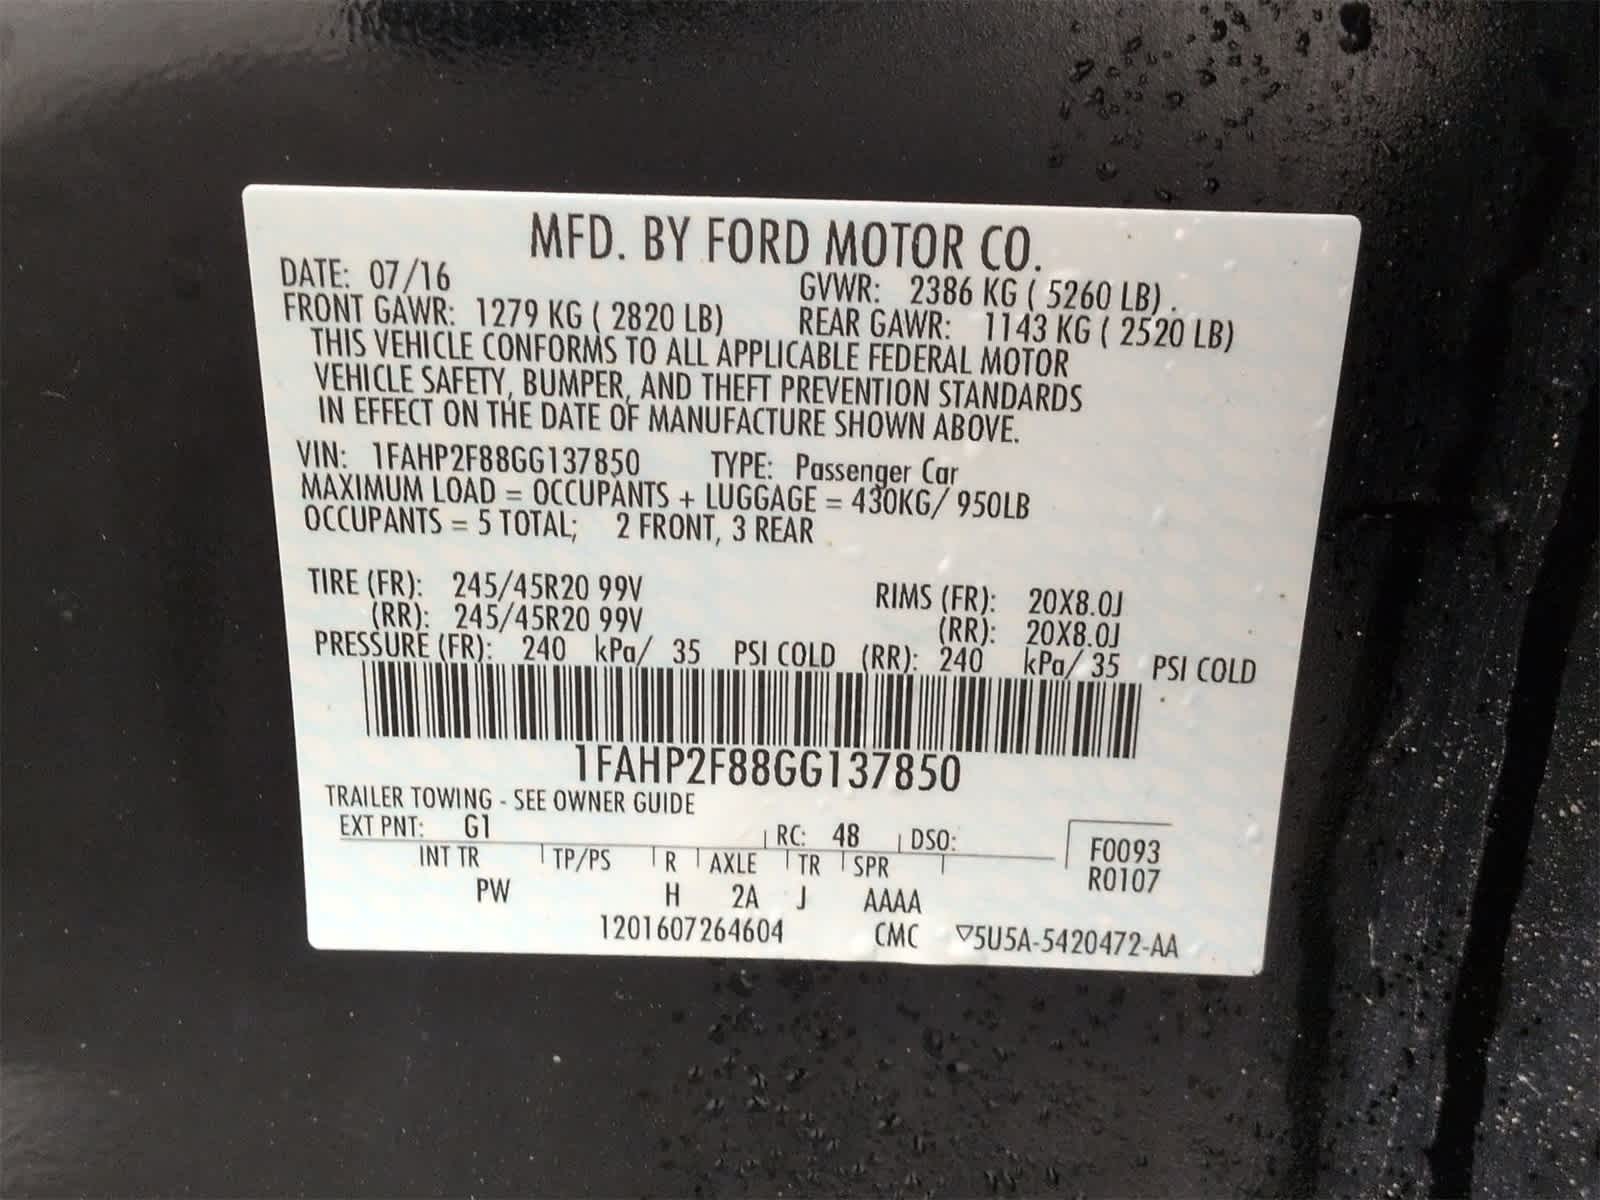 MFD. BY FORD MOTOR CO.
DATE: 07/16 GVWR: 2386 KG ( 5260 LB) .
FRONT GAWR: 1279 KG ( 2820 LB) REAR GAWR: 1143 KG ( 2520 LB)
THIS VEHICLE CONFORMS TO ALL APPLICABLE FEDERAL MOTOR
VEHICLE SAFETY, BUMPER, AND THEFT PREVENTION STANDARDS
IN EFFECT ON THE DATE OF MANUFACTURE SHOWN ABOVE.
VIN: 1FAHP2F88GG137850 TYPE: Passenger Car
MAXIMUM LOAD = OCCUPANTS + LUGGAGE = 430KG/ 950LB
OCCUPANTS = 5 TOTAL; 2 FRONT, 3 REAR
TIRE (FR): 245/45R20 99V RIMS (FR): 20X8.0J
(RR): 245/45R20 99V (RR): 20X8.0J
PRESSURE (FR): 240 kPa/ 35 PSI COLD (RR): 240 kPa/ 35 PSI COLD
1FAHP2F88GG137850
TRAILER TOWING - SEE OWNER GUIDE
EXT PNT: G1 RC: 48 DSO: F0093
INT TR TP/PS R AXLE TR SPR R0107
PW H 2A J AAAA
1201607264604 CMC ▽5U5A-5420472-AA